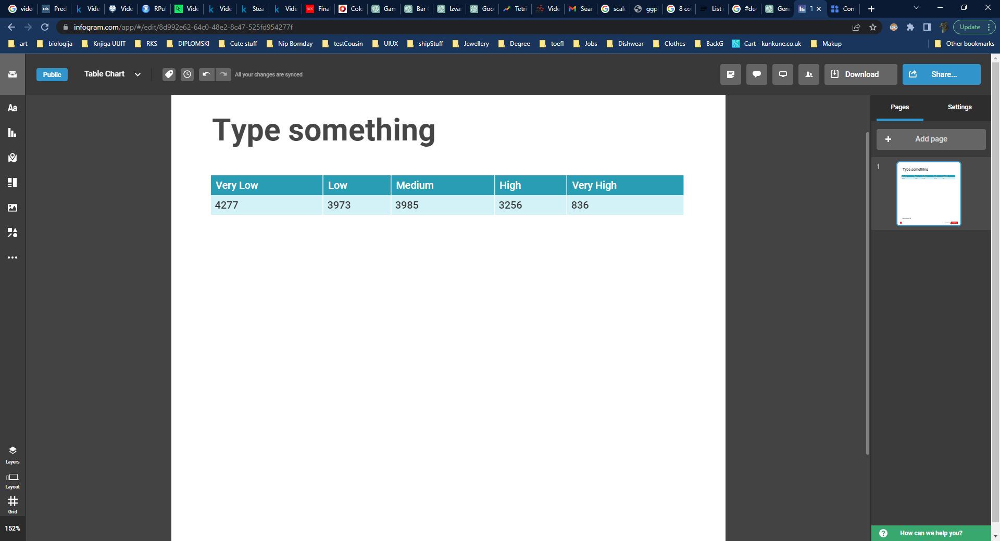 vide
Pred
Vide
Vide
RPu
Vide
Vide
Stea
Vide
Fina
Colo
Gam
Bar
Izva
Goo
Tetri
Vide
Sear
scale
ggpl
8 co
List
#de
Gen
1
Con
infogram.com/app/#/edit/8d992e62-64c0-48e2-8c47-525fd954277f
Update
art
biologija
Knjiga UUIT
RKS
DIPLOMSKI
Cute stuff
Nip Bornday
testCousin
UIUX
shipStuff
Jewellery
Degree
toefl
Jobs
Dishwear
Clothes
BackG
Cart - kunkune.co.uk
Makup
Other bookmarks
Public
Table Chart
All your changes are synced
Download
Share...
Aa
Pages
Settings
Add page
1
Type something
Type something
Very Low Low Medium High Very High
4277 3973 3985 3256 836
Layers
Layout
Grid
152%
How can we help you?